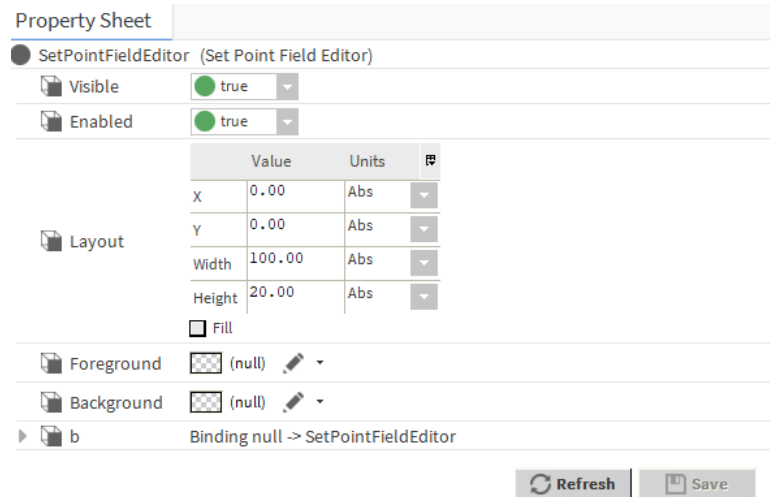 Property Sheet
SetPointFieldEditor (Set Point Field Editor)
Visible true
Enabled true
Value Units
X 0.00 Abs
Y 0.00 Abs
Layout
Width 100.00 Abs
Height 20.00 Abs
Fill
Foreground (null)
Background (null)
b Binding null -> SetPointFieldEditor
Refresh Save